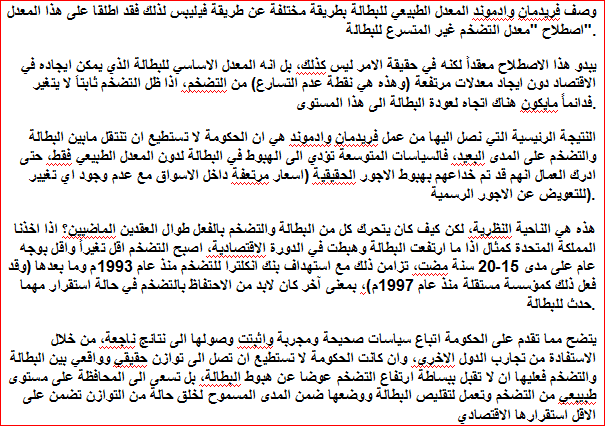 وصف فريدمان وادموند المعدل الطبيعي للبطالة بطريقة مختلفة عن طريقة فيليبس لذلك فقد اطلقا على هذا المعدل
."اصطلاح "معدل التضخم غير المتسرع للبطالة
يبدو هذا الاصطلاح معقداً لكنه في حقيقة الامر ليس كذلك، بل انه المعدل الاساسي للبطالة الذي يمكن ايجاده في
الاقتصاد دون ايجاد معدلات مرتفعة (وهذه هي نقطة عدم التسارع) من التضخم، اذا ظل التضخم ثابتاً لا يتغير
.فدائماً مايكون هناك اتجاه لعودة البطالة الى هذا المستوى
النتيجة الرئيسية التي نصل اليها من عمل فريدمان وادموند هي ان الحكومة لا تستطيع ان تنتقل مابين البطالة
والتضخم على المدى البعيد، فالسياسات المتوسعة تؤدي الى الهبوط في البطالة لدون المعدل الطبيعي فقط، حتى
ادرك العمال انهم قد تم خداعهم بهبوط الاجور الحقيقية (اسعار مرتفعة داخل الاسواق مع عدم وجود اي تغيير
.(للتعويض عن الاجور الرسمية
هذه هي الناحية النظرية، لكن كيف كان يتحرك كل من البطالة والتضخم بالفعل طوال العقدين الماضيين؟ اذا اخذنا
المملكة المتحدة كمثال اذا ما ارتفعت البطالة وهبطت في الدورة الاقتصادية، اصبح التضخم اقل تغيراً واقل بوجه
عام على مدى 15-20 سنة مضت، تزامن ذلك مع استهداف بنك انكلترا للتضخم منذ عام 1993م وما بعدها (وقد
فعل ذلك كمؤسسة مستقلة منذ عام 1997م)، بمعنى آخر كان لابد من الاحتفاظ بالتضخم في حالة استقرار مهما
.حدث للبطالة
يتضح مما تقدم على الحكومة اتباع سياسات صحيحة ومجربة واثبتت وصولها الى نتائج ناجعة، من خلال
الاستفادة من تجارب الدول الاخرى، وان كانت الحكومة لا تستطيع ان تصل الى توازن حقيقي وواقعي بين البطالة
والتضخم فعليها ان لا تقبل ببساطة ارتفاع التضخم عوضا عن هبوط البطالة، بل تسعى الى المحافظة على مستوى
طبيعي من التضخم وتعمل لتقليص البطالة ووضعها ضمن المدى المسموح لخلق حالة من التوازن تضمن على
الاقل استقرارها الاقتصادي